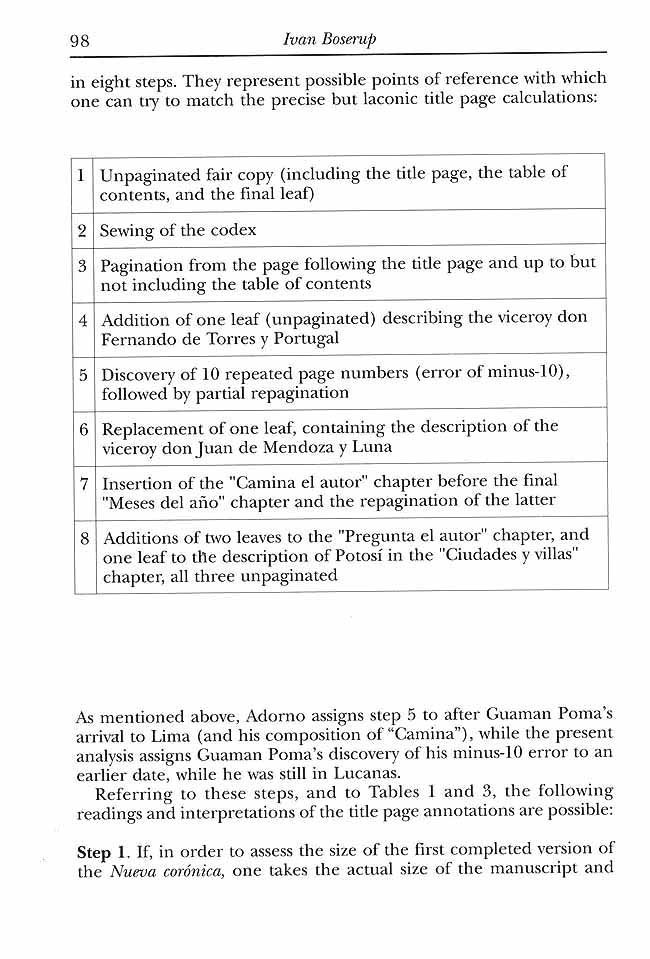 98 Ivan Boserup
in eight steps. They represent possible points of reference with which
one can try to match the precise but laconic title page calculations:
1 Unpaginated fair copy (including the title page, the table of
contents, and the final leaf)
2 Sewing of the codex
3 Pagination from the page following the title page and up to but
not including the table of contents
4 Addition of one leaf (unpaginated) describing the viceroy don
Fernando de Torres y Portugal
5 Discovery of 10 repeated page numbers (error of minus-10),
followed by partial repagination
6 Replacement of one leaf, containing the description of the
viceroy don Juan de Mendoza y Luna
7 Insertion of the "Camina el autor" chapter before the final
"Meses del año" chapter and the repagination of the latter
8 Additions of two leaves to the "Pregunta el autor" chapter, and
one leaf to the description of Potosí in the "Ciudades y villas"
chapter, all three unpaginated
As mentioned above, Adorno assigns step 5 to after Guaman Poma's
arrival to Lima (and his composition of “Camina”), while the present
analysis assigns Guaman Poma's discovery of his minus-10 error to an
earlier date, while he was still in Lucanas.
Referring to these steps, and to Tables 1 and 3, the following
readings and interpretations of the title page annotations are possible:
Step 1. If, in order to assess the size of the first completed version of
the Nueva corónica, one takes the actual size of the manuscript and